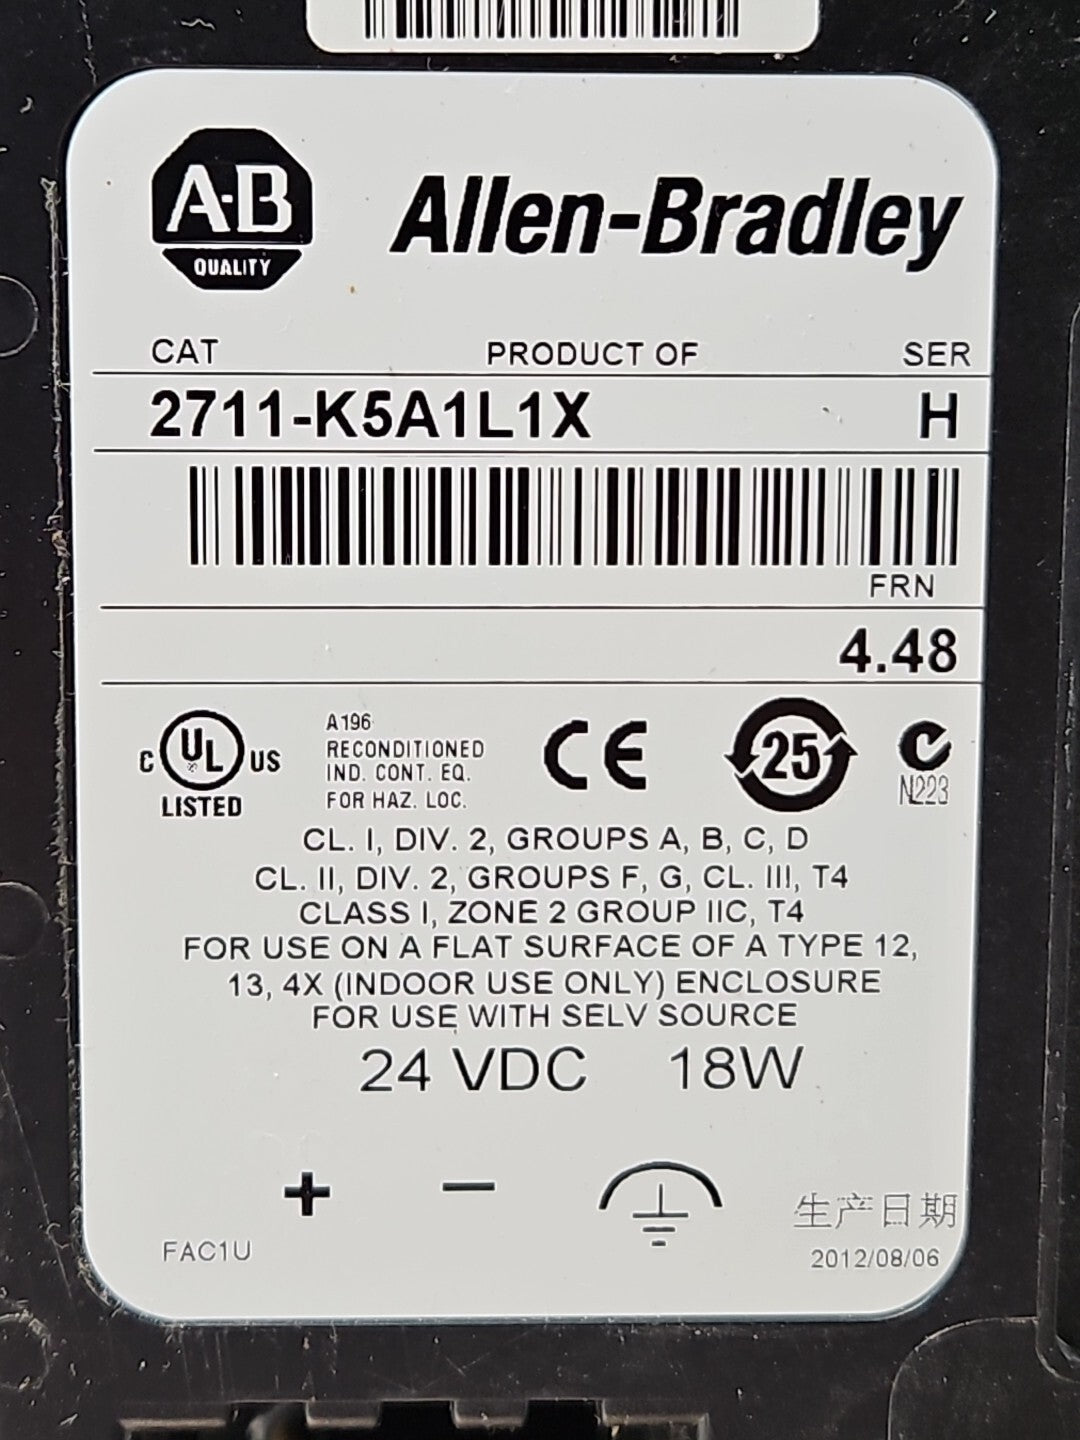 A-B
QUALITY
Allen-Bradley
CAT PRODUCT OF SER
2711-K5A1L1X H
FRN
4.48
C UL US
LISTED
A196
RECONDITIONED
IND. CONT. EQ.
FOR HAZ. LOC.
CE
25
N223
CL. I, DIV. 2, GROUPS A, B, C, D
CL. II, DIV. 2, GROUPS F, G, CL. III, T4
CLASS I, ZONE 2 GROUP IIC, T4
FOR USE ON A FLAT SURFACE OF A TYPE 12,
13, 4X (INDOOR USE ONLY) ENCLOSURE
FOR USE WITH SELV SOURCE
24 VDC 18W
+ −
生产日期
FAC1U 2012/08/06